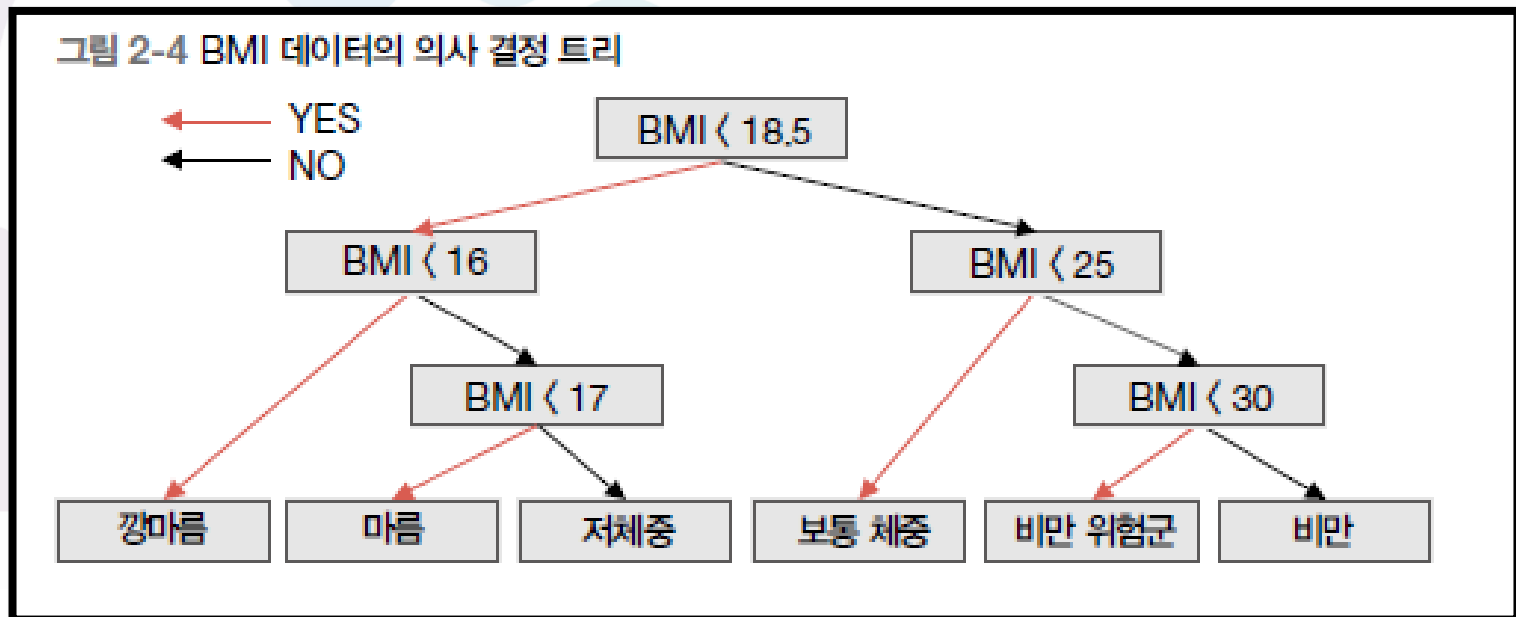 그림 2-4 BMI 데이터의 의사 결정 트리
YES
NO
BMI < 18.5
BMI < 16
BMI < 25
BMI < 17
BMI < 30
깡마름
마름
저체중
보통 체중
비만 위험군
비만